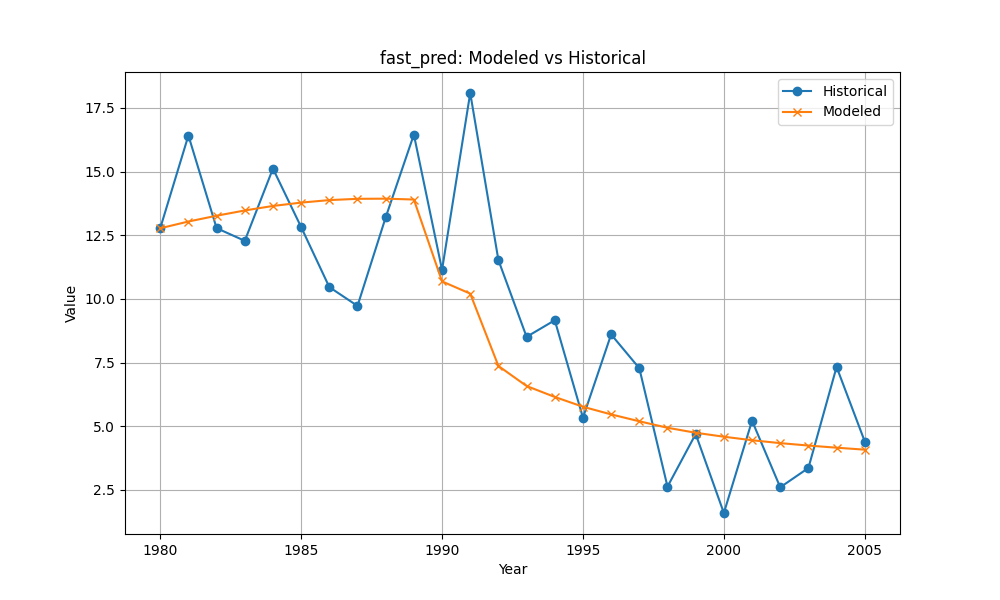 fast_pred: Modeled vs Historical
Historical
Modeled
17.5
15.0
12.5
10.0
7.5
5.0
2.5
Value
1980 1985 1990 1995 2000 2005
Year